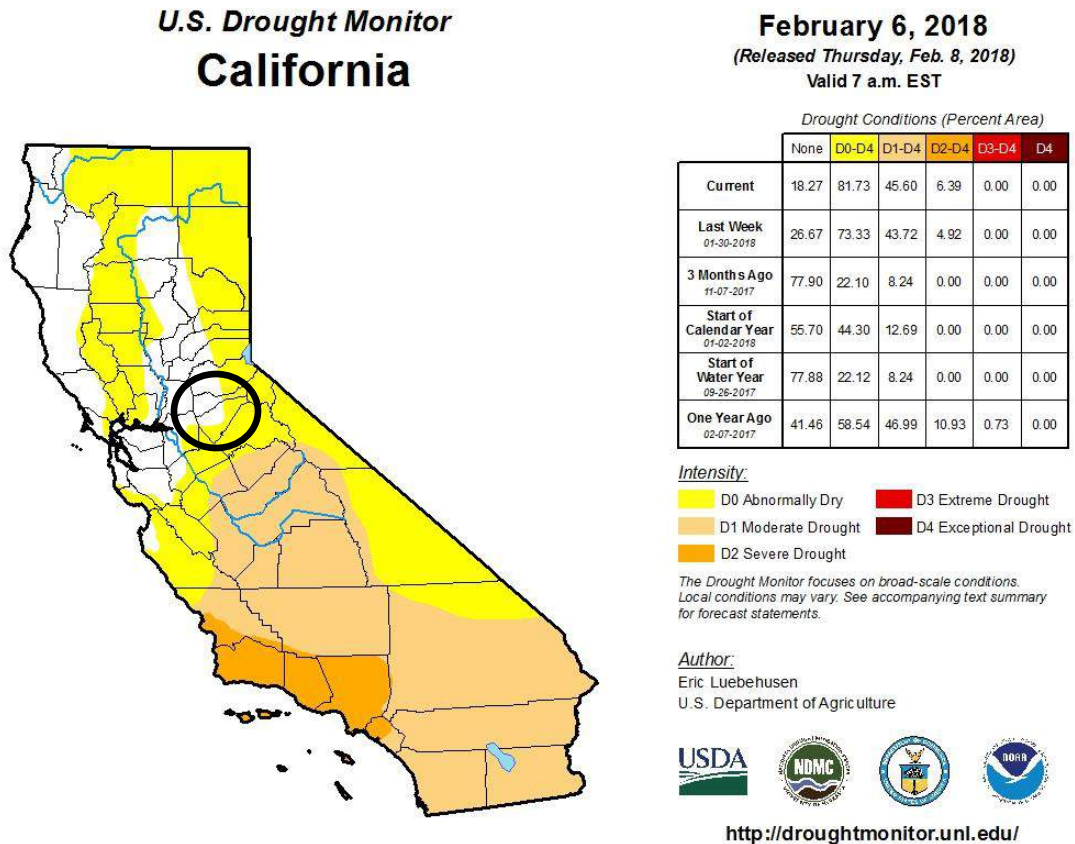 U.S. Drought Monitor
California
February 6, 2018
(Released Thursday, Feb. 8, 2018)
Valid 7 a.m. EST
Drought Conditions (Percent Area)
None D0-D4 D1-D4 D2-D4 D3-D4 D4
Current 18.27 81.73 45.60 6.39 0.00 0.00
Last Week 01-30-2018 26.67 73.33 43.72 4.92 0.00 0.00
3 Months Ago 11-07-2017 77.90 22.10 8.24 0.00 0.00 0.00
Start of Calendar Year 01-02-2018 55.70 44.30 12.69 0.00 0.00 0.00
Start of Water Year 09-26-2017 77.88 22.12 8.24 0.00 0.00 0.00
One Year Ago 02-07-2017 41.46 58.54 46.99 10.93 0.73 0.00
Intensity:
D0 Abnormally Dry D3 Extreme Drought
D1 Moderate Drought D4 Exceptional Drought
D2 Severe Drought
The Drought Monitor focuses on broad-scale conditions.
Local conditions may vary. See accompanying text summary
for forecast statements.
Author:
Eric Luebehusen
U.S. Department of Agriculture
USDA NDMC NOAA
http://droughtmonitor.unl.edu/